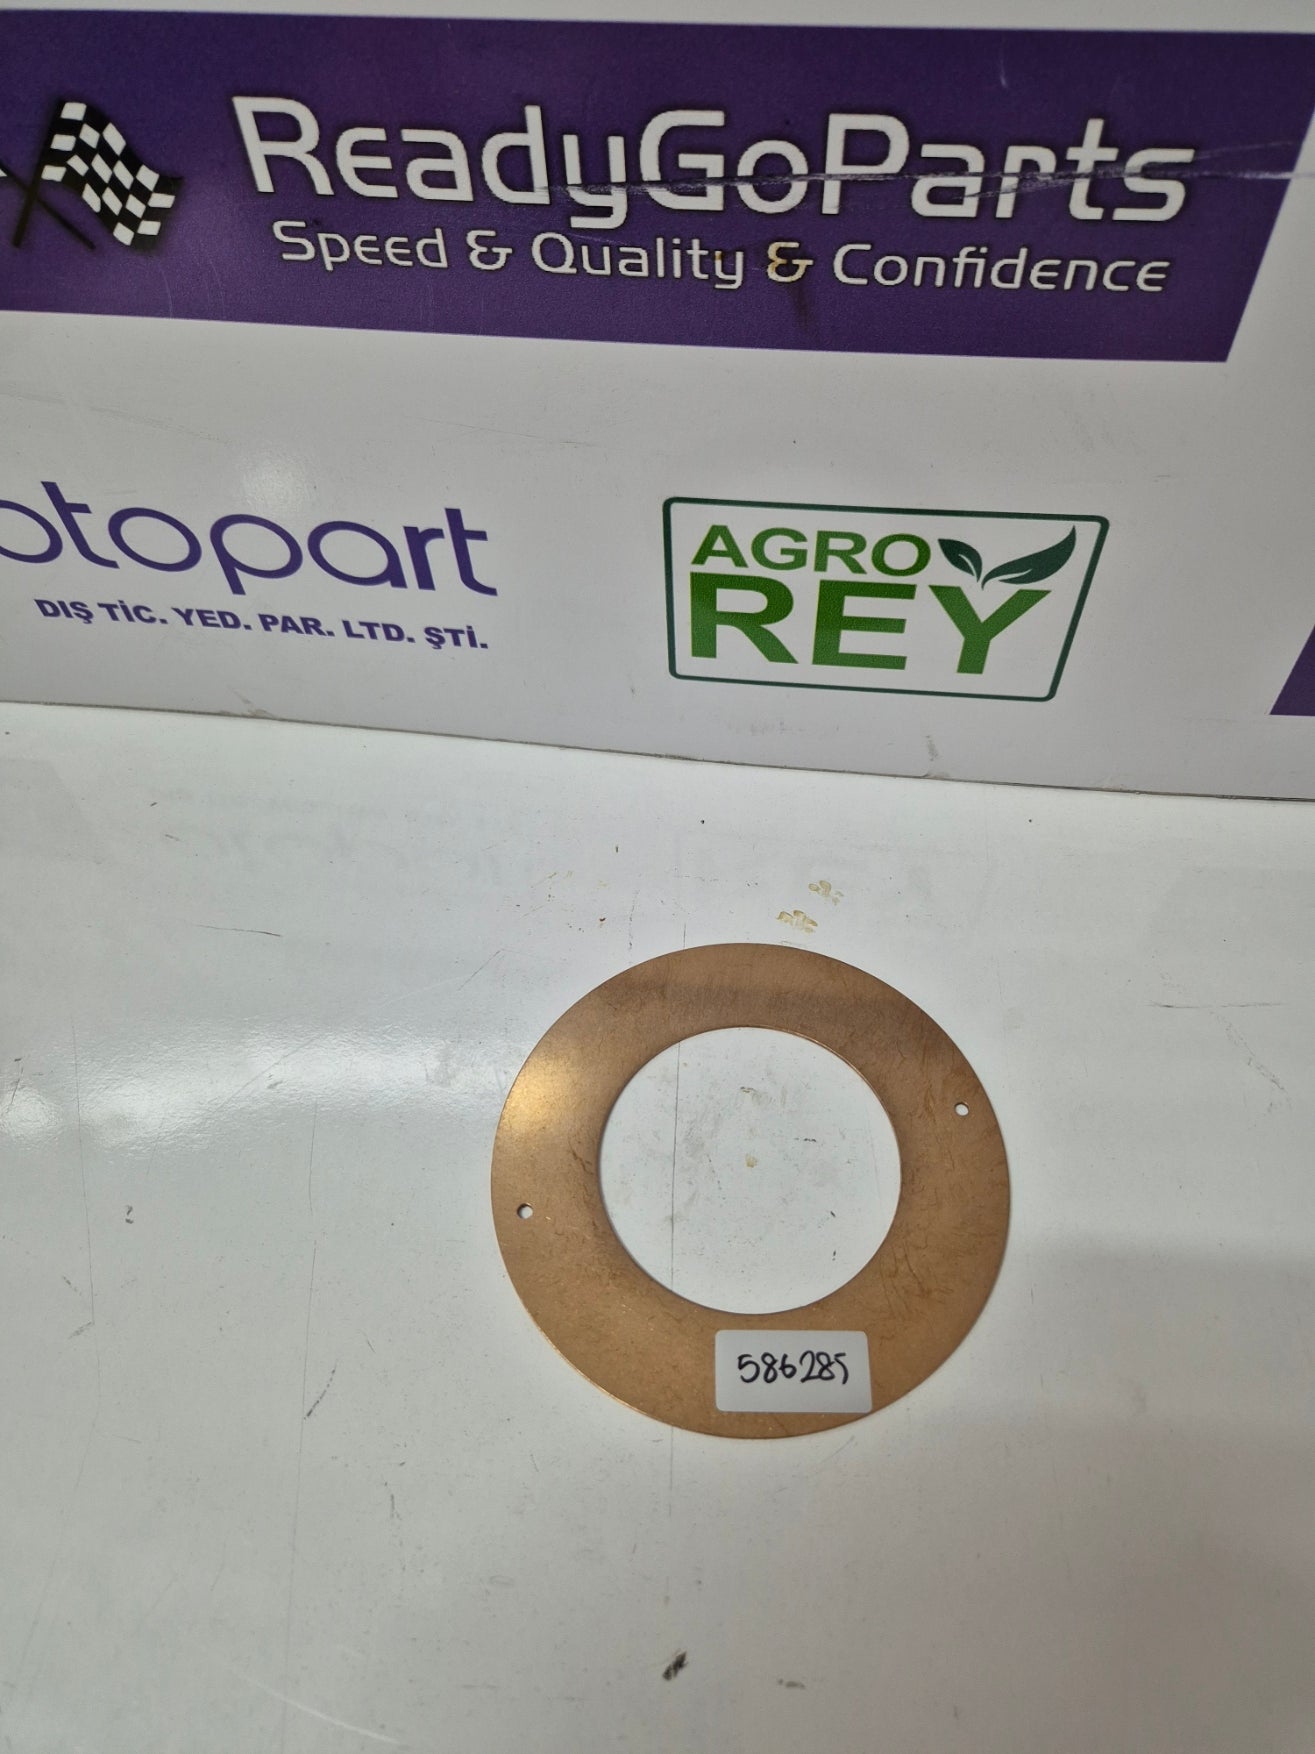 ReadyGoParts
Speed & Quality & Confidence
otopart
DIŞ TİC. YED. PAR. LTD. ŞTİ.
AGRO
REY
586285